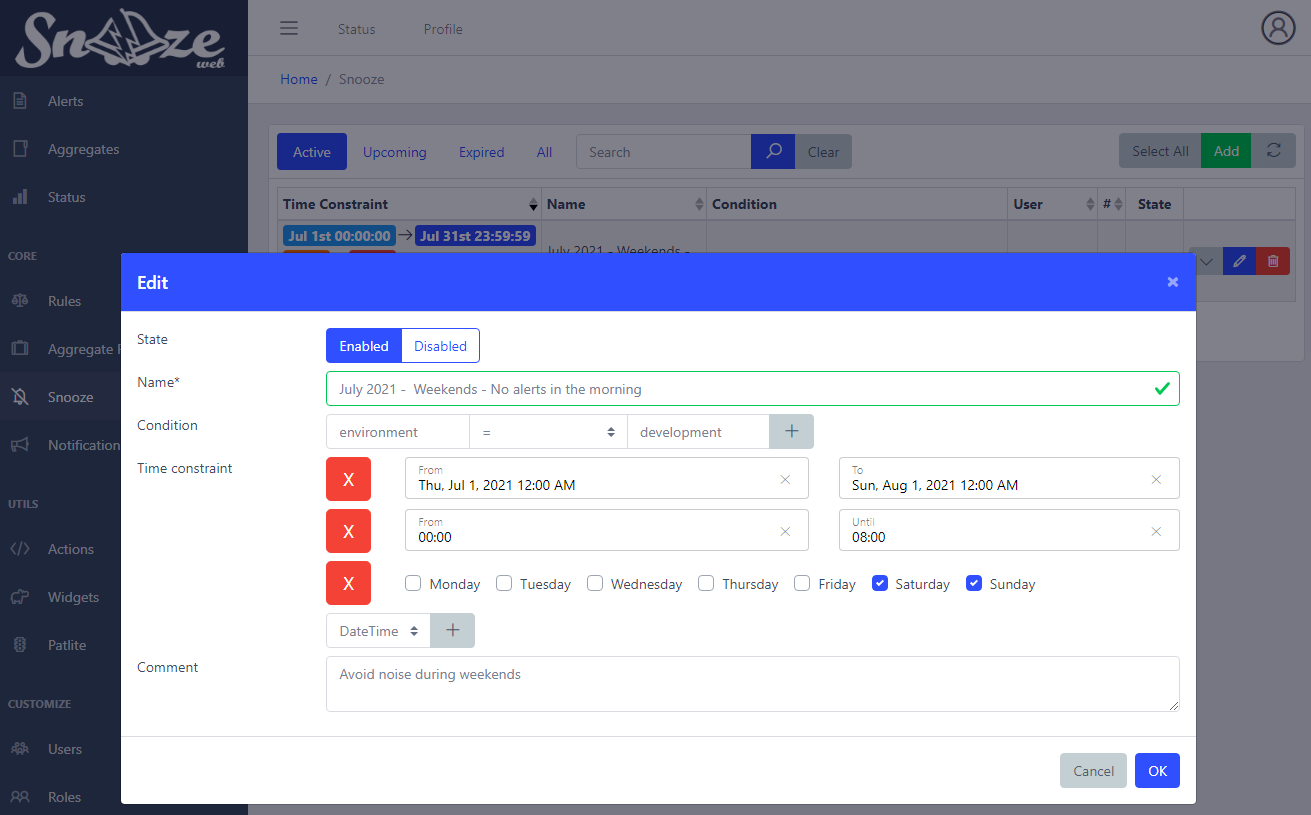 Snooze
web
Status Profile
Home / Snooze
Alerts
Aggregates
Status
CORE
Rules
Aggregate
Snooze
Notification
UTILS
Actions
Widgets
Patlite
CUSTOMIZE
Users
Roles
Active Upcoming Expired All Search Clear Select All Add
Time Constraint Name Condition User # State
Jul 1st 00:00:00 → Jul 31st 23:59:59
July 2021 - Weekends -
Edit ×
State Enabled Disabled
Name* July 2021 - Weekends - No alerts in the morning
Condition environment = development +
Time constraint X From To
Thu, Jul 1, 2021 12:00 AM × Sun, Aug 1, 2021 12:00 AM ×
X From Until
00:00 × 08:00 ×
X Monday Tuesday Wednesday Thursday Friday Saturday Sunday
DateTime +
Comment Avoid noise during weekends
Cancel OK